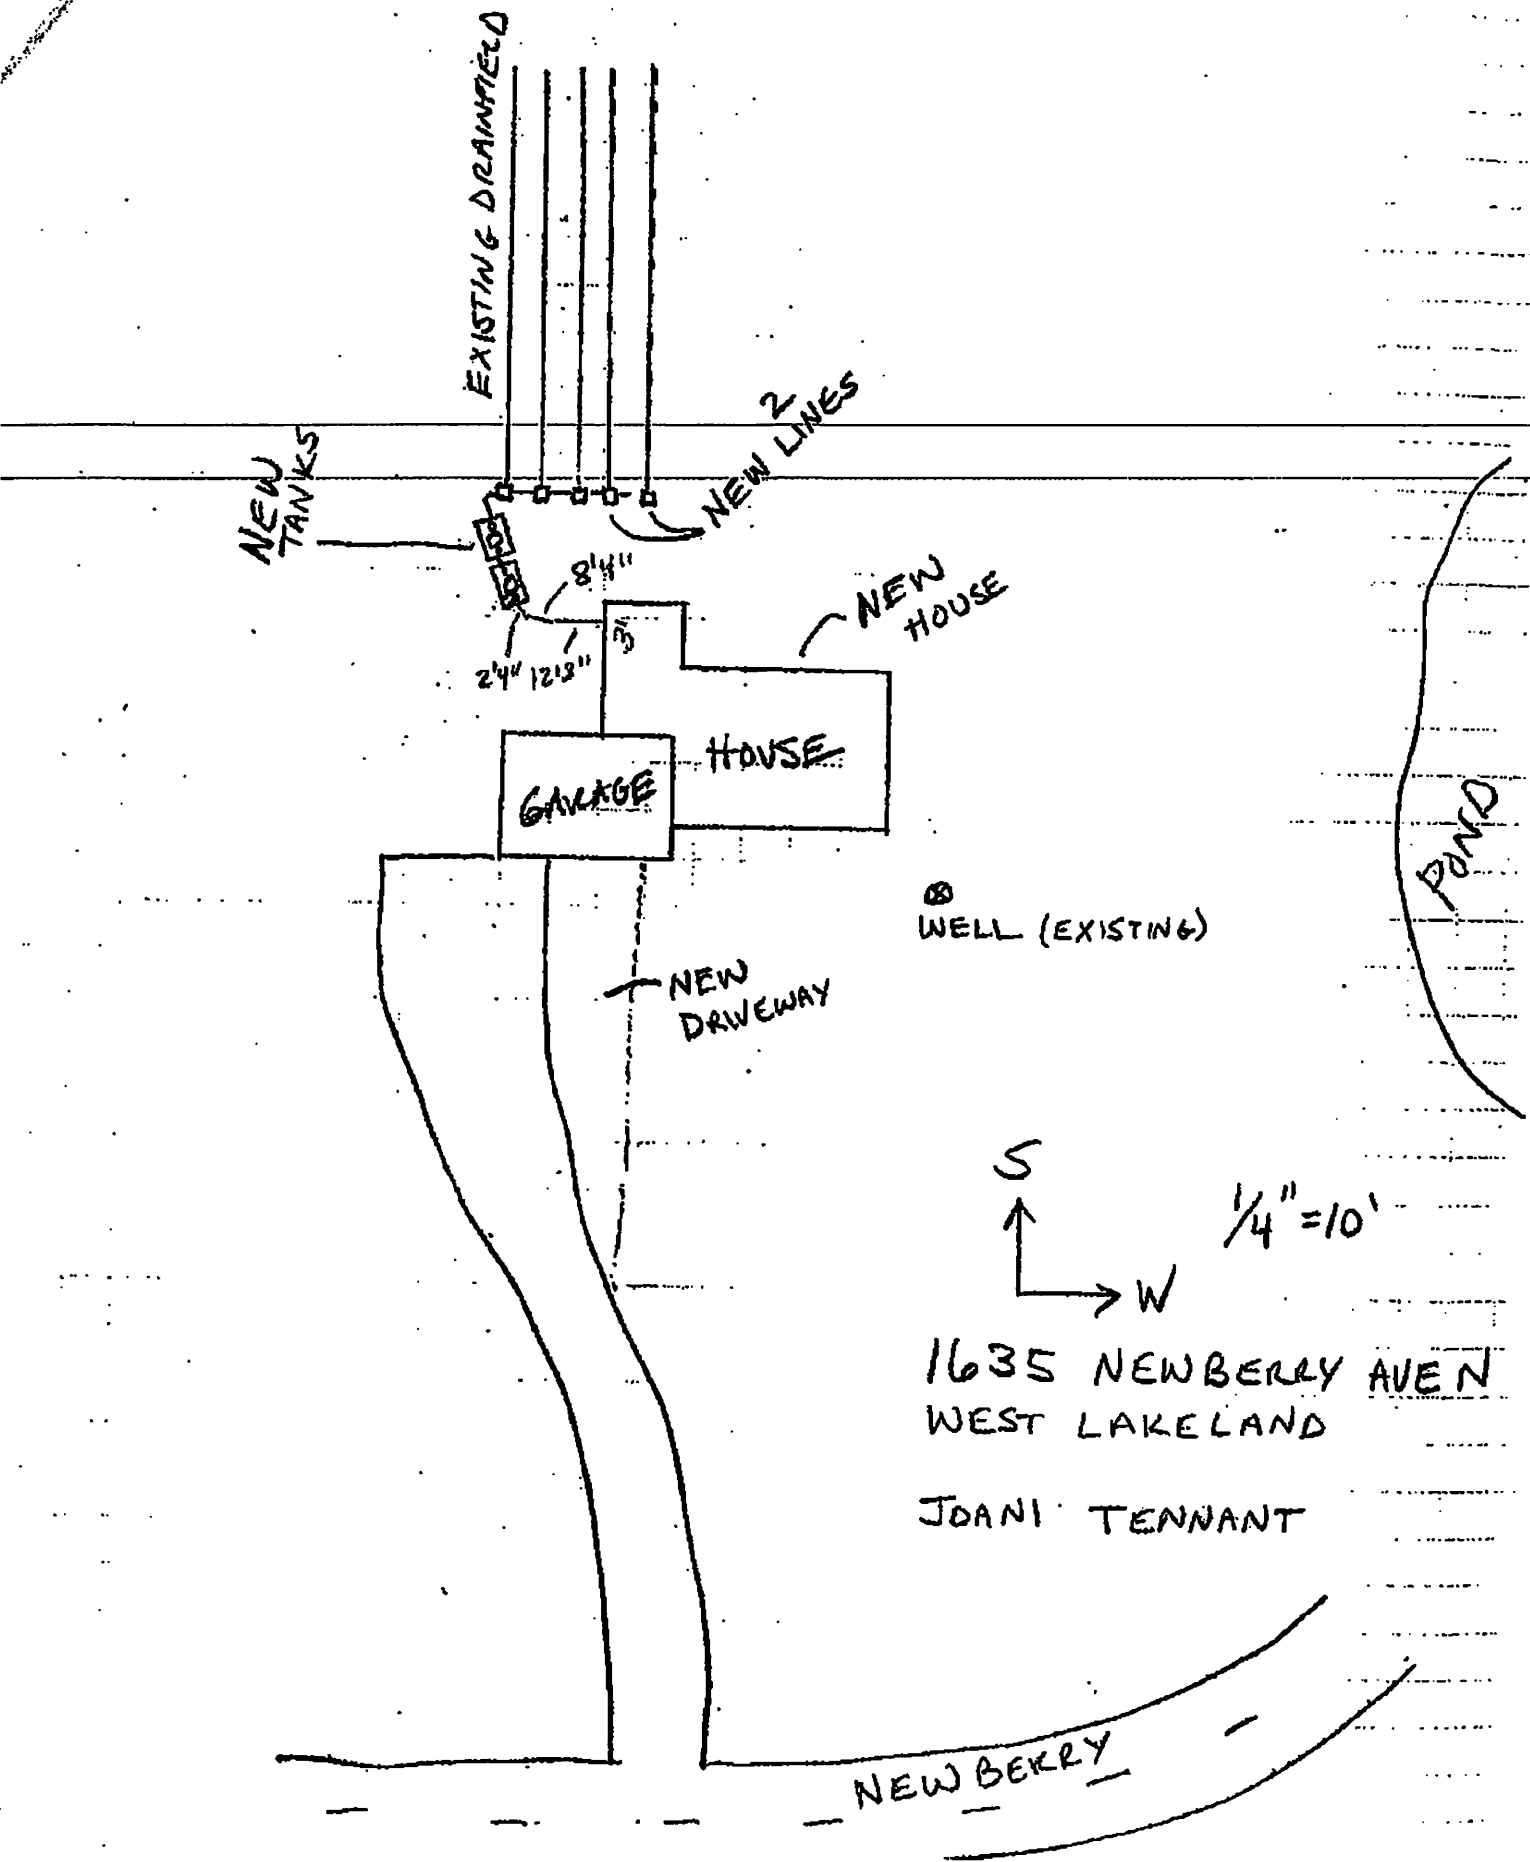 EXISTING DRAINFIELD
2
NEW LINES
NEW
TANKS
8'4"
NEW
HOUSE
3'
2'4" 12'3"
HOUSE
GARAGE
POND
WELL (EXISTING)
NEW
DRIVEWAY
S
1/4"=10'
W
1635 NEWBERRY AVE N
WEST LAKELAND
JOANI TENNANT
NEWBERRY